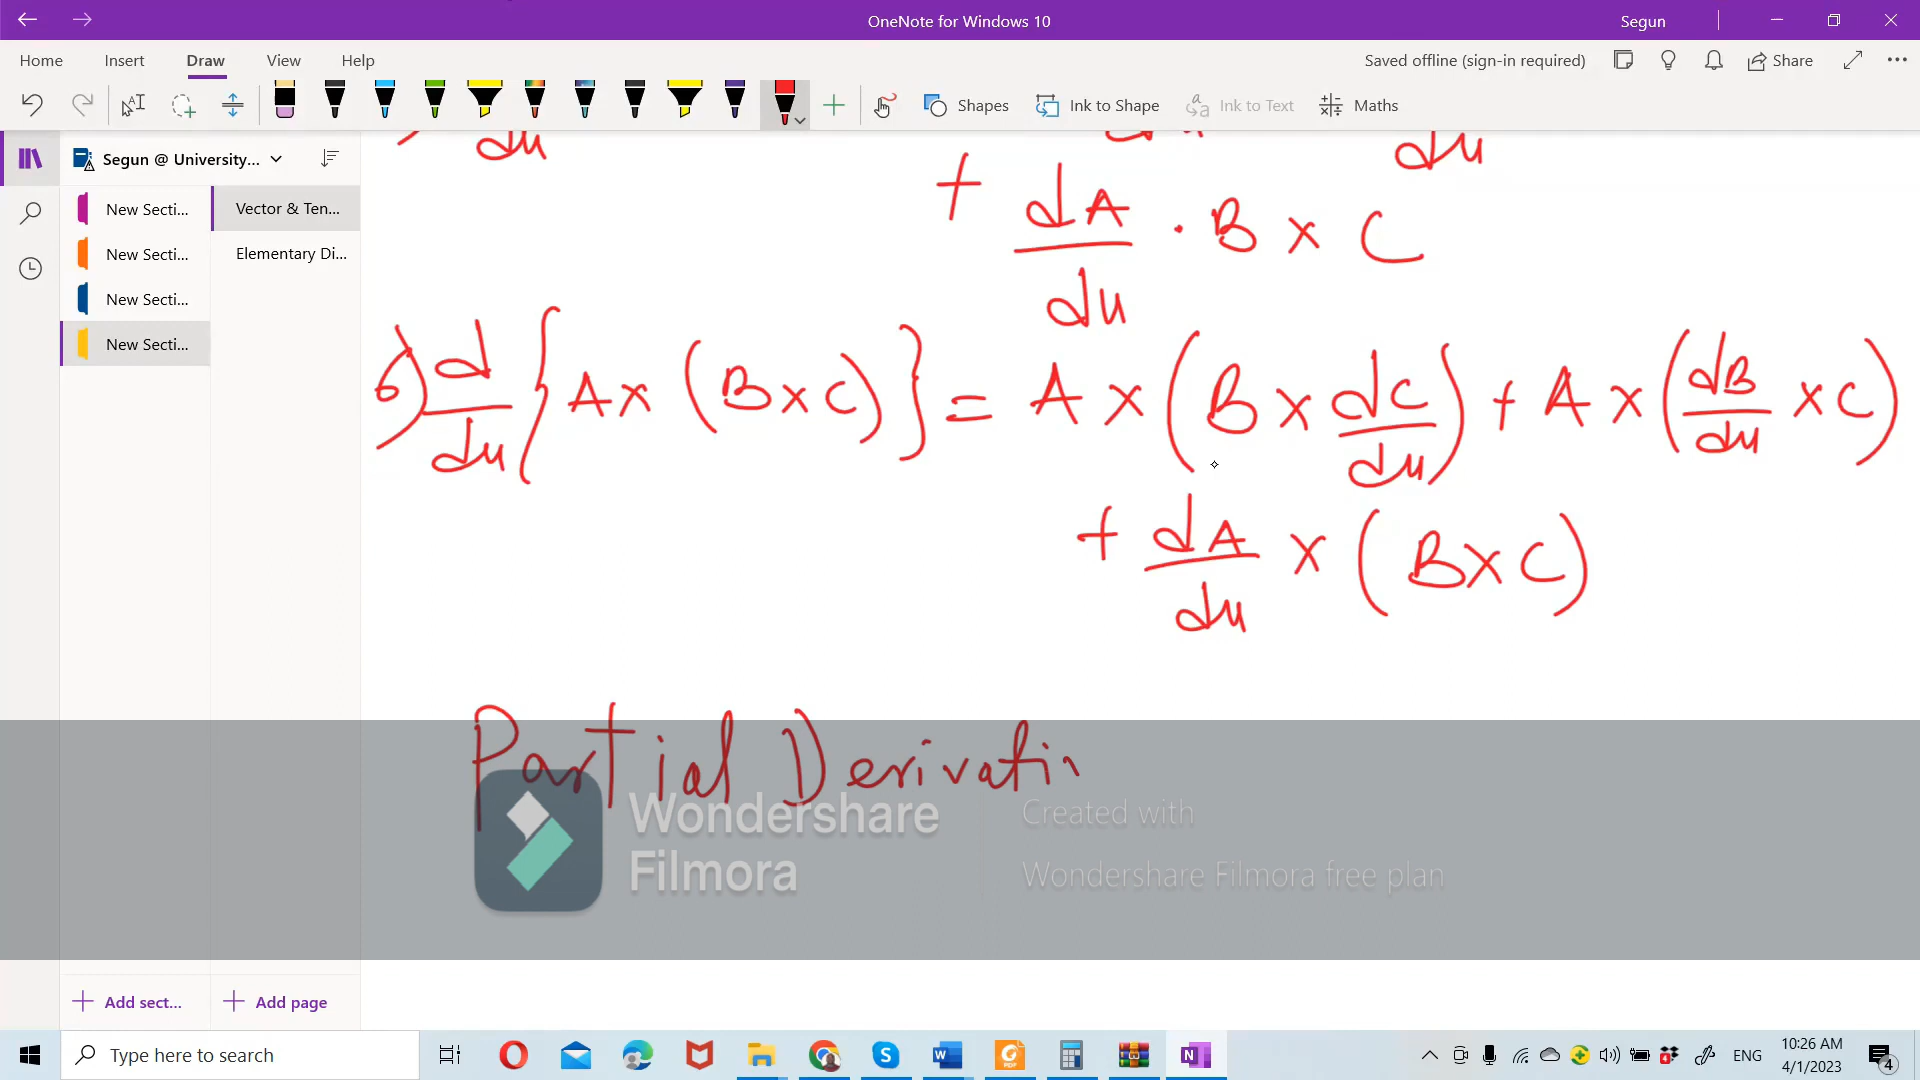 OneNote for Windows 10
Segun
Home Insert Draw View Help
Saved offline (sign-in required)
Share
Shapes
Ink to Shape
Ink to Text
Maths
Segun @ University...
New Secti...
New Secti...
New Secti...
New Secti...
Vector & Ten...
Elementary Di...
du
du
+ dA/du · B × C
6) d/du {A × (B × C)} = A × (B × dC/du) + A × (dB/du × C)
+ dA/du × (B × C)
Partial Derivativ
Wondershare
Filmora
Created with
Wondershare Filmora free plan
Add sect...
Add page
Type here to search
ENG
10:26 AM
4/1/2023
4